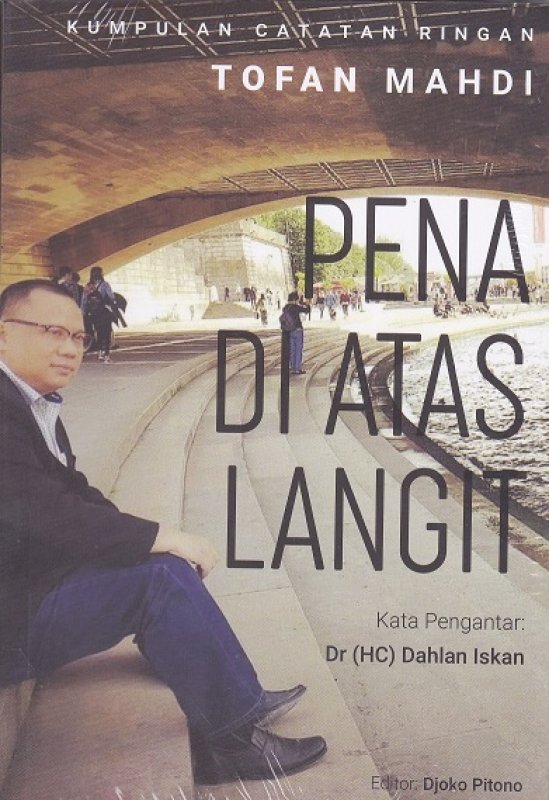 KUMPULAN CATATAN RINGAN
TOFAN MAHDI
PENA
DI ATAS
LANGIT
Kata Pengantar:
Dr (HC) Dahlan Iskan
Editor: Djoko Pitono